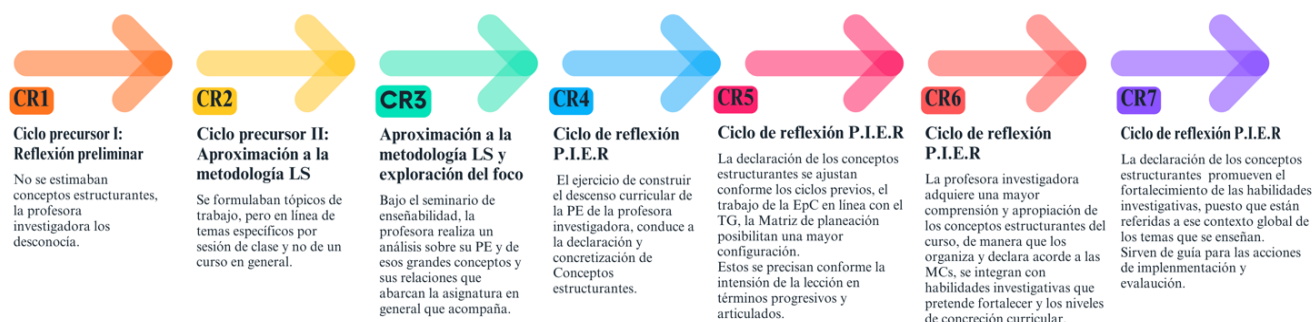 CR1
Ciclo precursor I:
Reflexión preliminar
No se estimaban
conceptos estructurantes,
la profesora
investigadora los
desconocía.
CR2
Ciclo precursor II:
Aproximación a la
metodología LS
Se formulaban tópicos de
trabajo, pero en línea de
temas específicos por
sesión de clase y no de un
curso en general.
CR3
Aproximación a la
metodología LS y
exploración del foco
Bajo el seminario de
enseñabilidad, la
profesora realiza un
análisis sobre su PE y de
esos grandes conceptos y
sus relaciones que
abarcan la asignatura en
general que acompaña.
CR4
Ciclo de reflexión
P.I.E.R
El ejercicio de construir
el descenso curricular de
la PE de la profesora
investigadora, conduce a
la declaración y
concretización de
Conceptos
estructurantes.
CR5
Ciclo de reflexión P.I.E.R
La declaración de los conceptos
estructurantes se ajustan
conforme los ciclos previos, el
trabajo de la EpC en línea con el
TG, la Matriz de planeación
posibilitan una mayor
configuración.
Estos se precisan conforme la
intensión de la lección en
términos progresivos y
articulados.
CR6
Ciclo de reflexión
P.I.E.R
La profesora investigadora
adquiere una mayor
comprensión y apropiación de
los conceptos estructurantes del
curso, de manera que los
organiza y declara acorde a las
MCs, se integran con
habilidades investigativas que
pretende fortalecer y los niveles
de concreción curricular.
CR7
Ciclo de reflexión P.I.E.R
La declaración de los conceptos
estructurantes  promueven el
fortalecimiento de las habilidades
investigativas, puesto que están
referidas a ese contexto global de
los temas que se enseñan.
Sirven de guía para las acciones
de implenmentación y
evalaución.